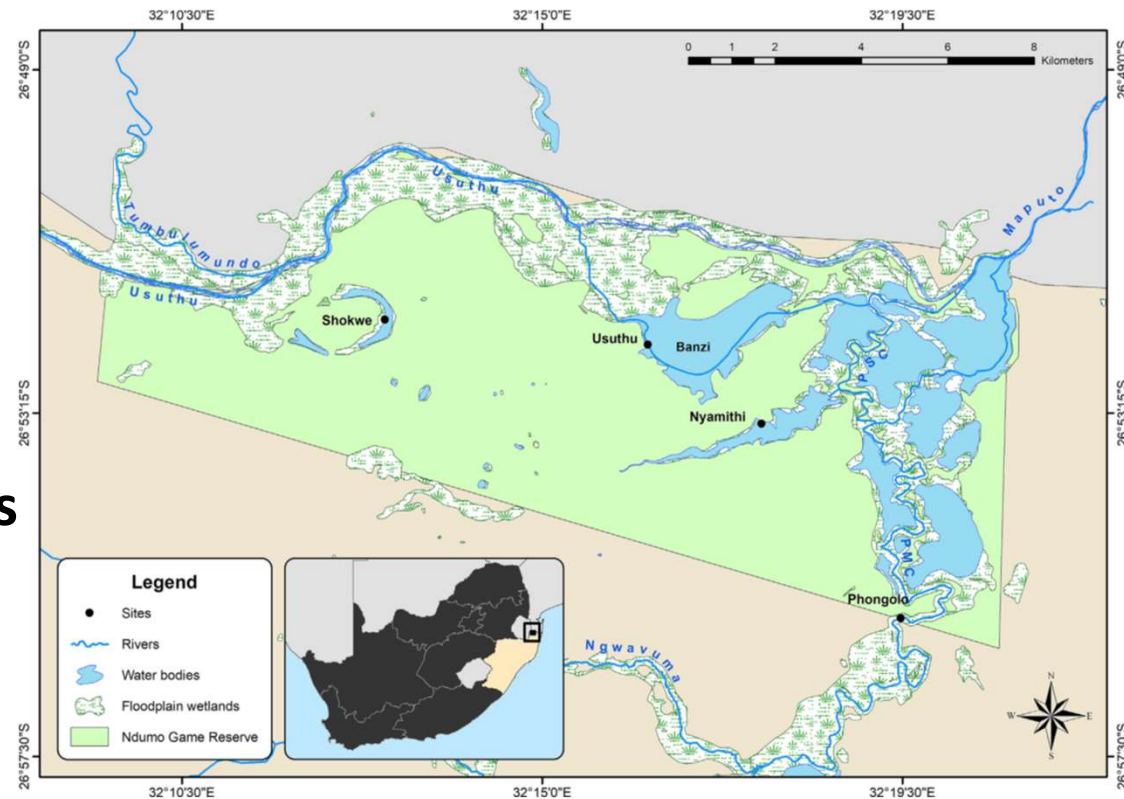 32°10'30"E 32°15'0"E 32°19'30"E
26°49'0"S
26°49'0"S
0 1 2 4 6 8
Kilometers
Usuthu
Maputo
Tumbulumundo
Usuthu
Shokwe
Usuthu
Banzi
PSC
26°53'15"S
26°53'15"S
Nyamithi
s
PMC
Phongolo
Ngwavuma
Legend
Sites
Rivers
Water bodies
Floodplain wetlands
Ndumo Game Reserve
N
W E
S
26°57'30"S
26°57'30"S
32°10'30"E 32°15'0"E 32°19'30"E